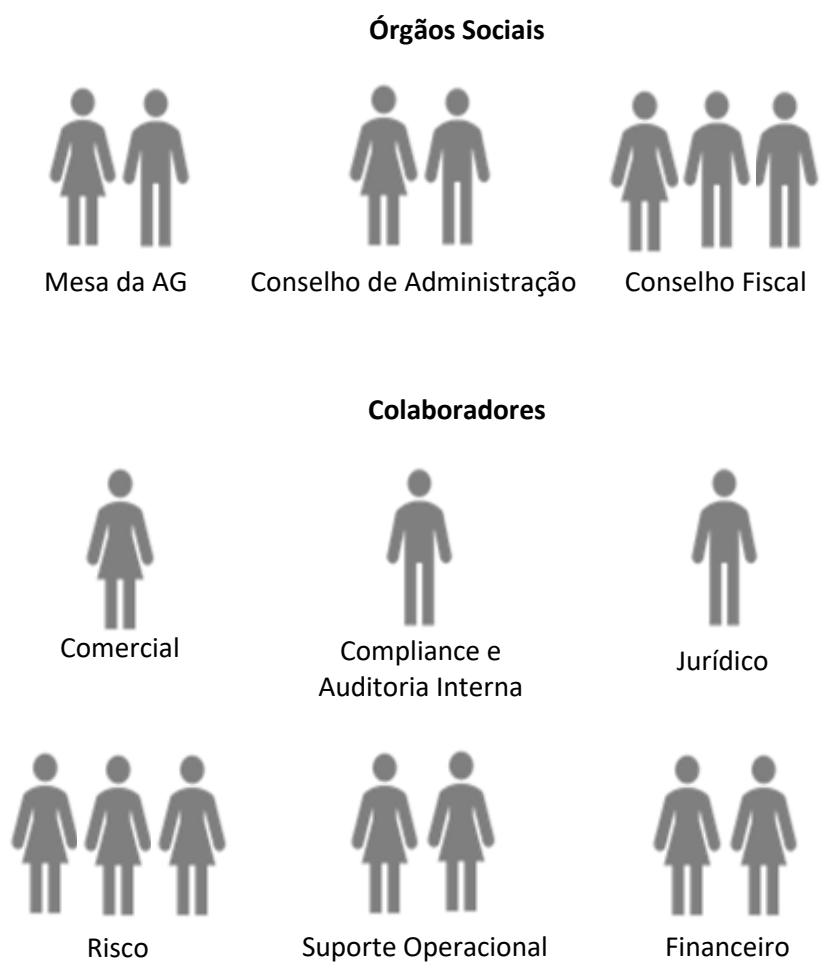 Órgãos Sociais
Mesa da AG
Conselho de Administração
Conselho Fiscal
Colaboradores
Comercial
Compliance e
Auditoria Interna
Jurídico
Risco
Suporte Operacional
Financeiro